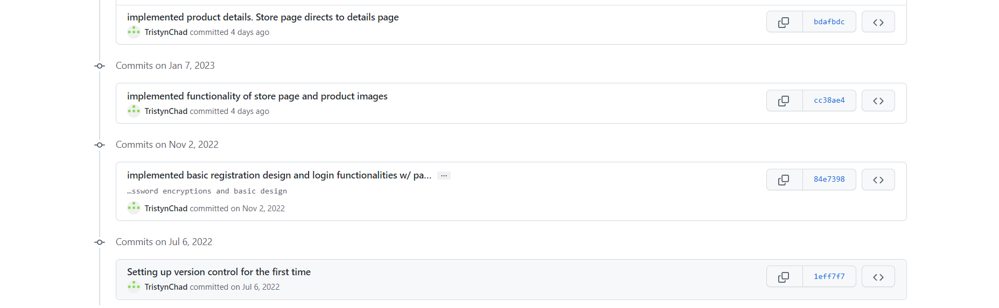 implemented product details. Store page directs to details page
TristynChad committed 4 days ago
bdafbdc
Commits on Jan 7, 2023
implemented functionality of store page and product images
TristynChad committed 4 days ago
cc38ae4
Commits on Nov 2, 2022
implemented basic registration design and login functionalities w/ pa... ...
…ssword encryptions and basic design
TristynChad committed on Nov 2, 2022
84e7398
Commits on Jul 6, 2022
Setting up version control for the first time
TristynChad committed on Jul 6, 2022
1eff7f7